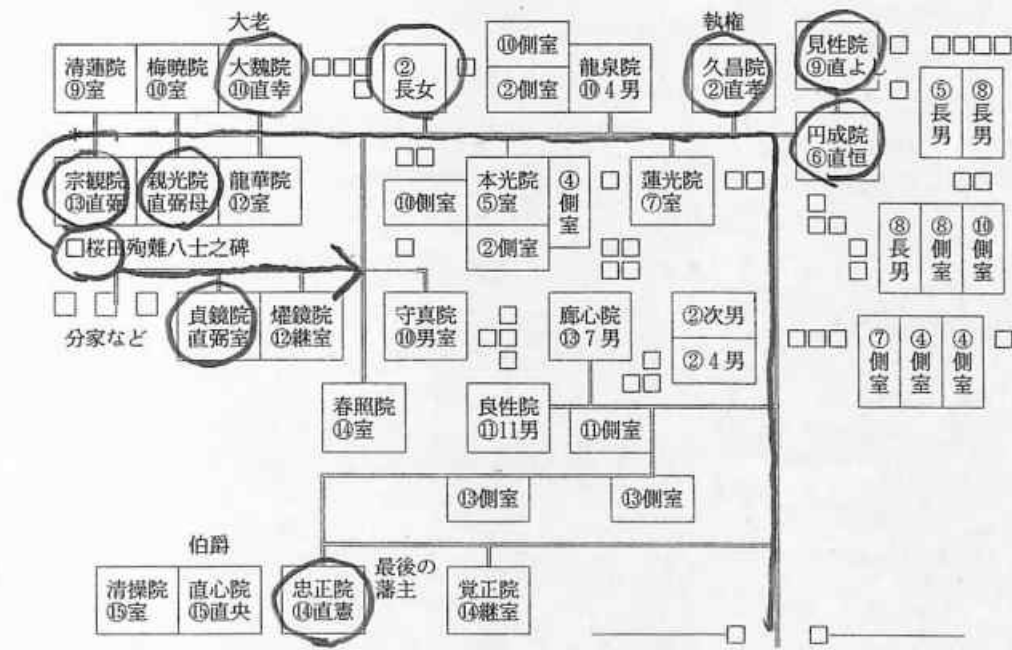 大老
執権
清蓮院
⑨室
梅暁院
⑩室
大魏院
⑩直幸
②
長女
⑩側室
②側室
龍泉院
⑩4男
久昌院
②直孝
見性院
⑨直よし
円成院
⑥直恒
⑤長男
⑧長男
宗観院
⑬直弼
親光院
直弼母
龍華院
⑫室
*
⑩側室
本光院
⑤室
②側室
④側室
蓮光院
⑦室
□桜田殉難八士之碑
⑧長男
⑧側室
⑩側室
分家など
貞鏡院
直弼室
燿鏡院
⑫継室
守真院
⑩男室
廓心院
⑬7男
②次男
②4男
⑦側室
④側室
④側室
春照院
⑭室
良性院
⑪11男
⑪側室
⑬側室
⑬側室
伯爵
清操院
⑮室
直心院
⑮直央
忠正院
⑭直憲
最後の
藩主
覚正院
⑭継室